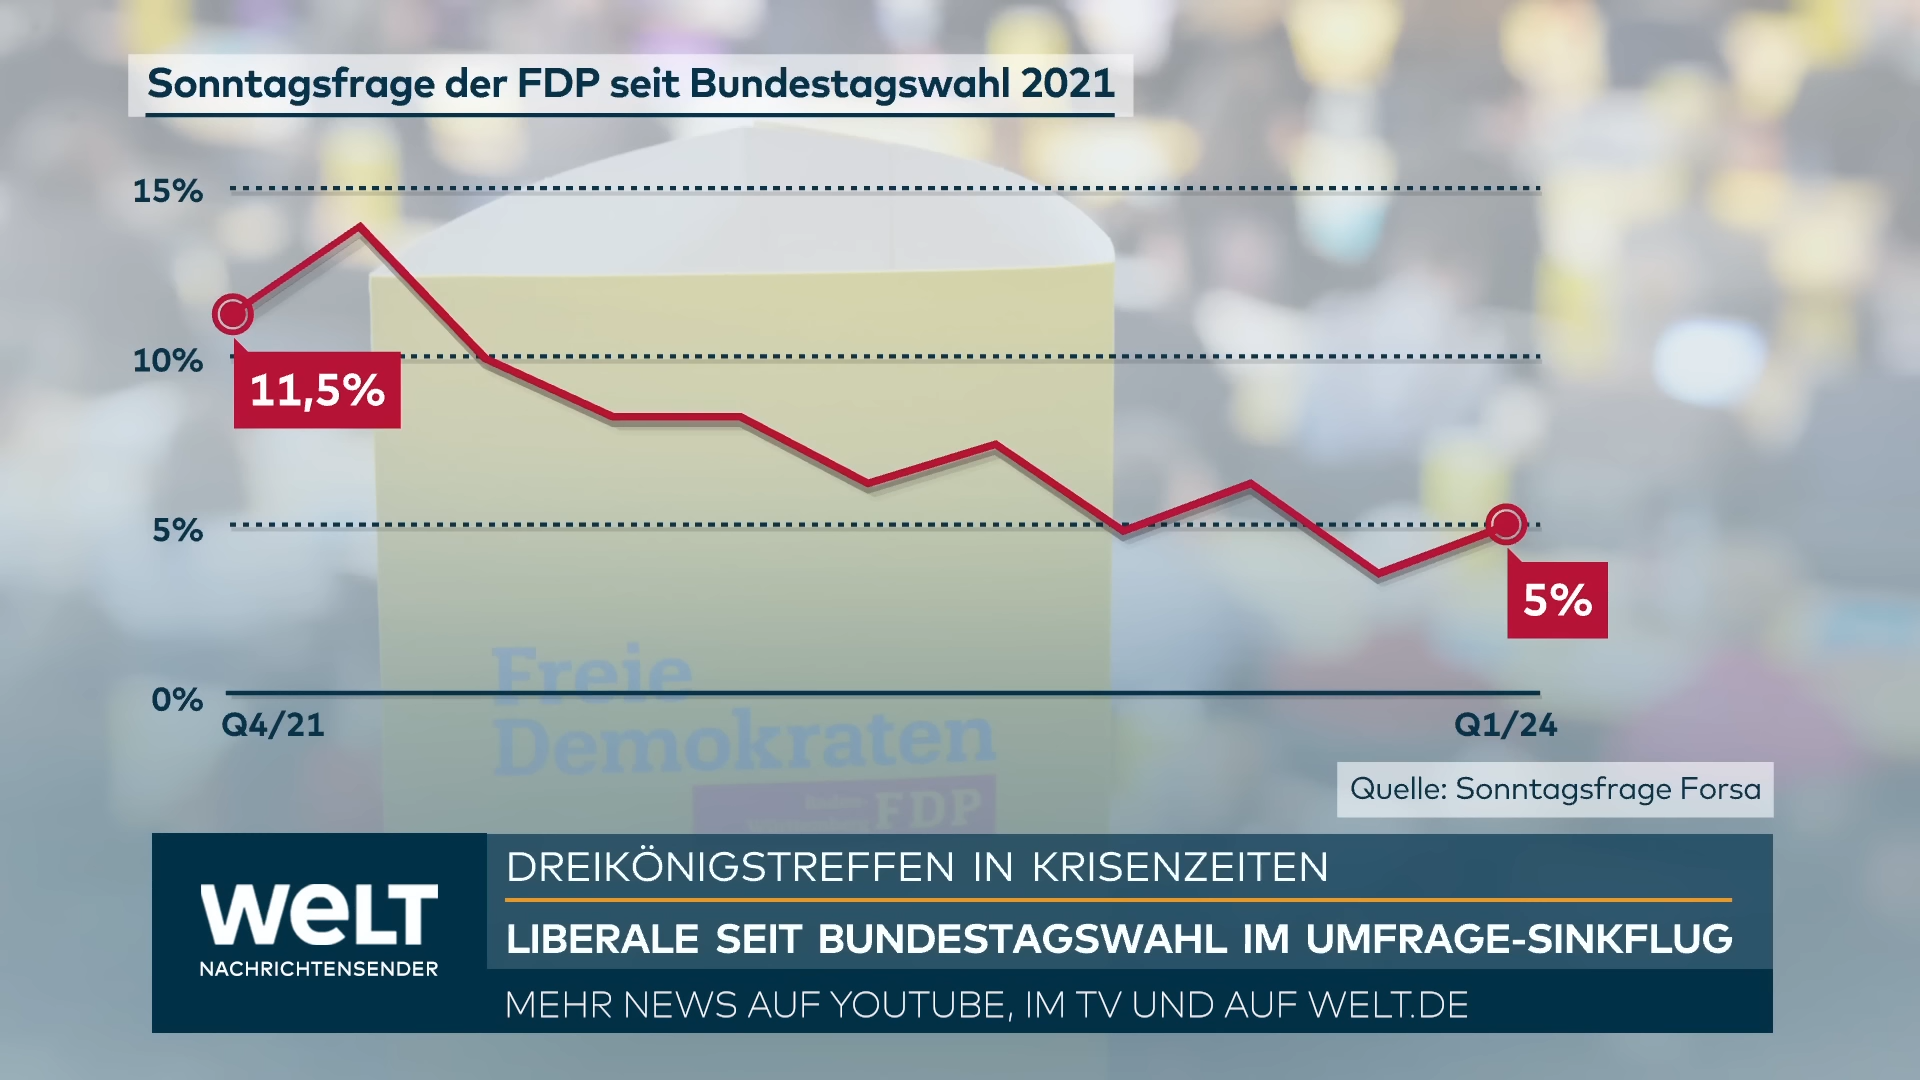 Sonntagsfrage der FDP seit Bundestagswahl 2021
15%
10%
11,5%
5%
5%
0%
Q4/21
Q1/24
Freie
Demokraten
FDP
Quelle: Sonntagsfrage Forsa
WELT
NACHRICHTENSENDER
DREIKÖNIGSTREFFEN IN KRISENZEITEN
LIBERALE SEIT BUNDESTAGSWAHL IM UMFRAGE-SINKFLUG
MEHR NEWS AUF YOUTUBE, IM TV UND AUF WELT.DE